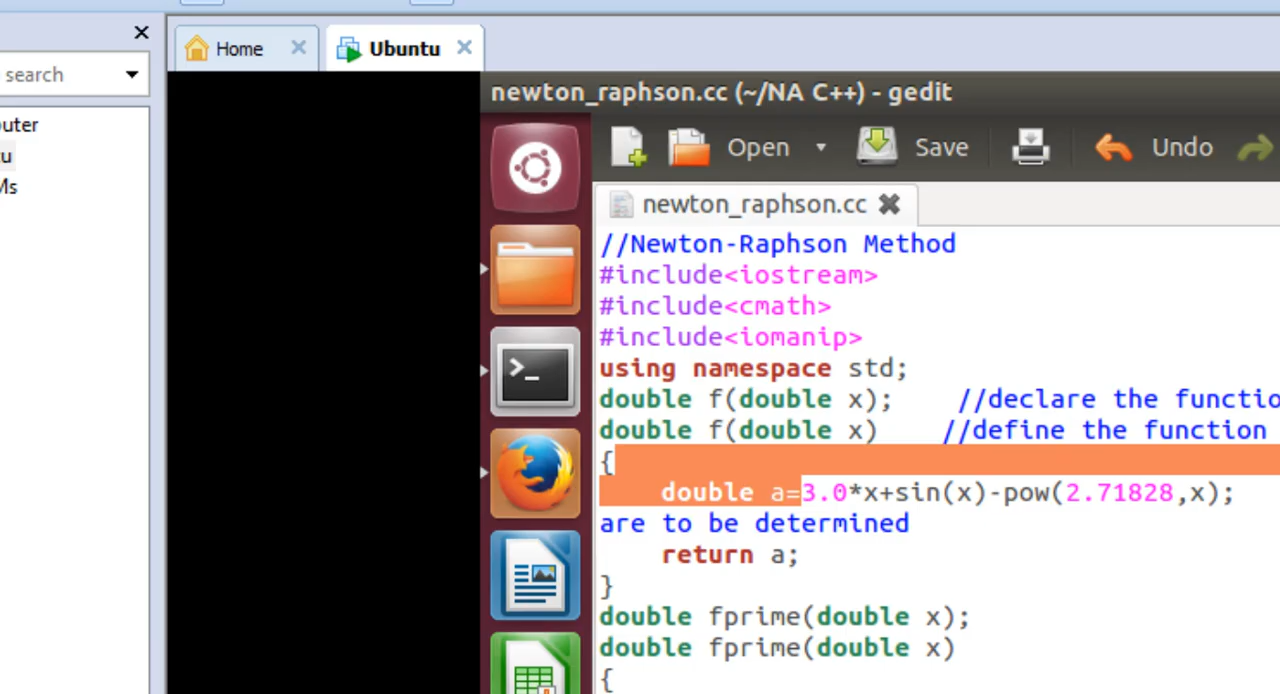 Home
Ubuntu
search
uter
u
Ms
newton_raphson.cc (~/NA C++) - gedit
Open
Save
Undo
newton_raphson.cc
//Newton-Raphson Method
#include<iostream>
#include<cmath>
#include<iomanip>
using namespace std;
double f(double x); //declare the functio
double f(double x) //define the function
{
double a=3.0*x+sin(x)-pow(2.71828,x);
are to be determined
return a;
}
double fprime(double x);
double fprime(double x)
{